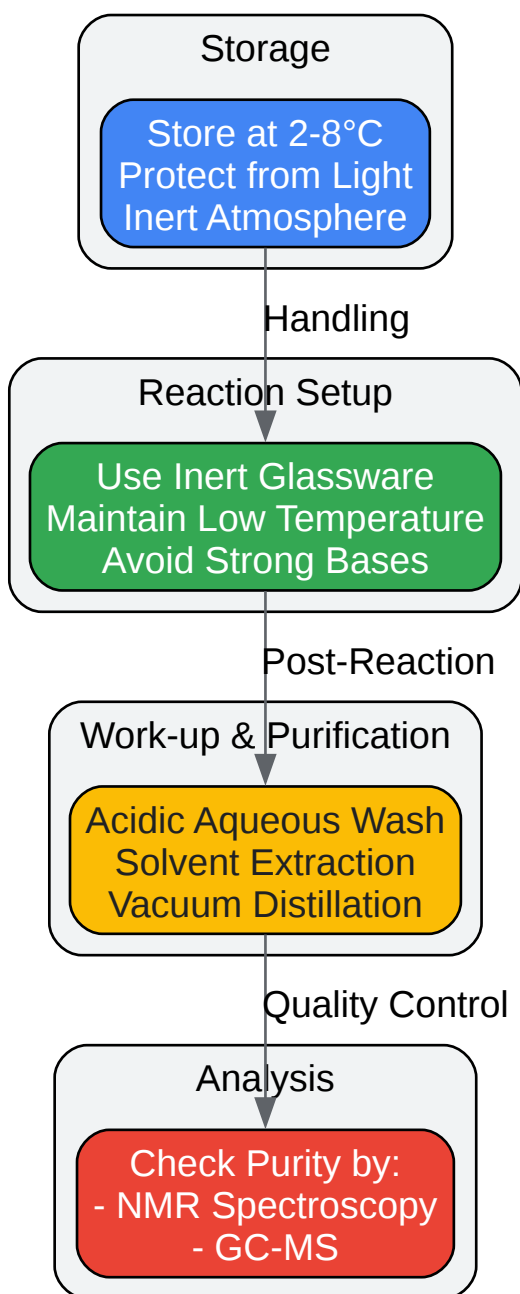 Storage
Store at 2-8°C
Protect from Light
Inert Atmosphere
Handling
Reaction Setup
Use Inert Glassware
Maintain Low Temperature
Avoid Strong Bases
Post-Reaction
Work-up & Purification
Acidic Aqueous Wash
Solvent Extraction
Vacuum Distillation
Quality Control
Analysis
Check Purity by:
- NMR Spectroscopy
- GC-MS